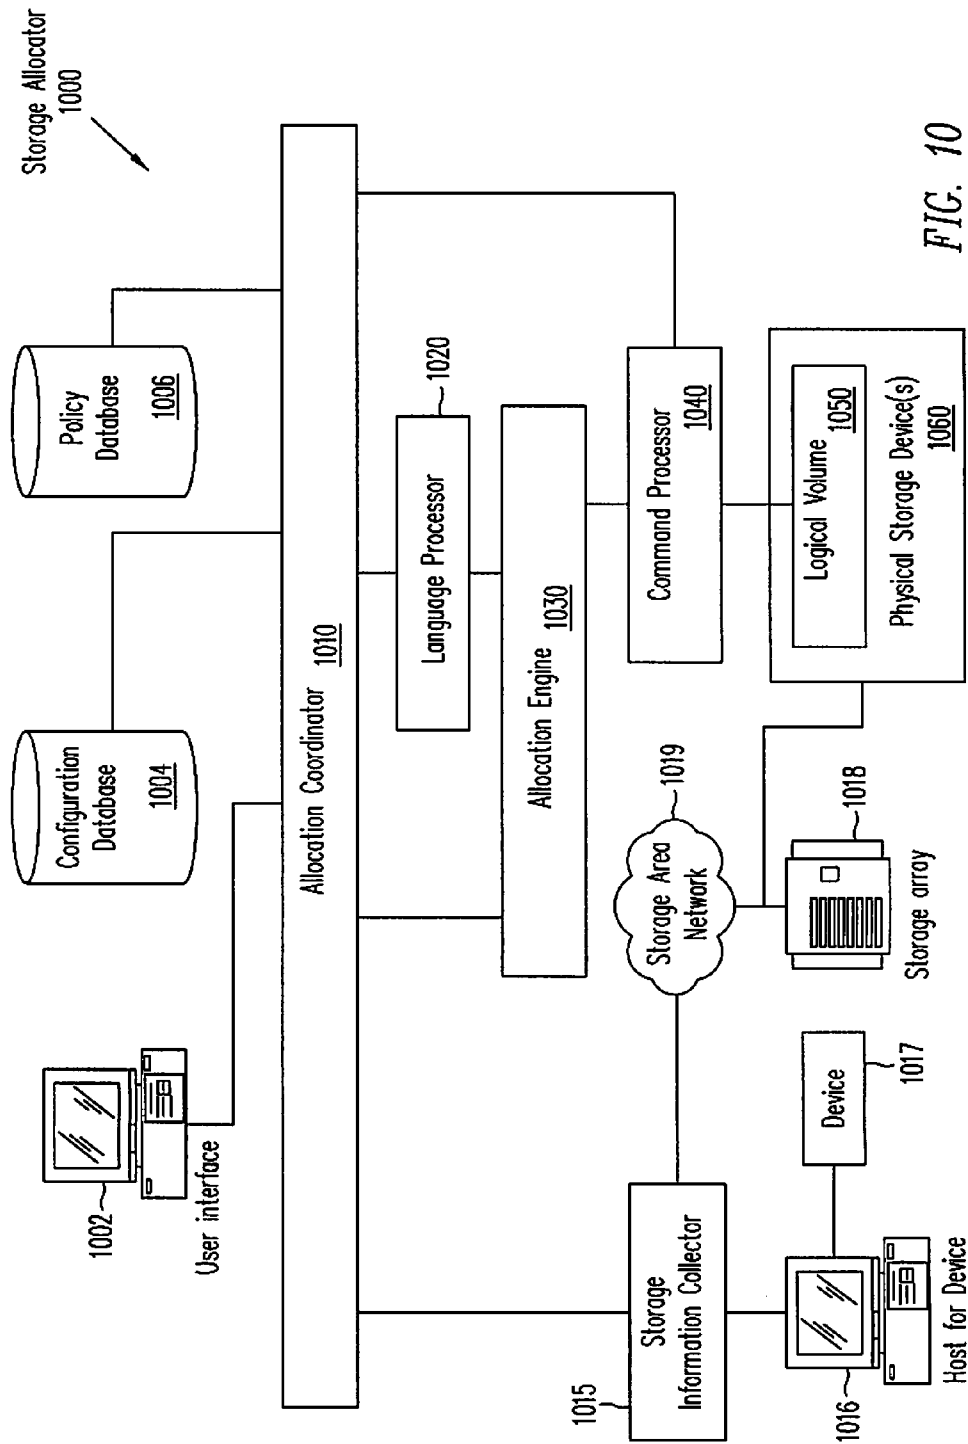 Storage Allocator
1000
Policy
Database
1006
Configuration
Database
1004
1002
User interface
Allocation Coordinator 1010
Language Processor
1020
Allocation Engine 1030
Command Processor 1040
Logical Volume 1050
Physical Storage Device(s)
1060
Storage Area
Network
1019
1018
Storage array
Storage
Information Collector
1015
Device
1017
1016
Host for Device
FIG. 10